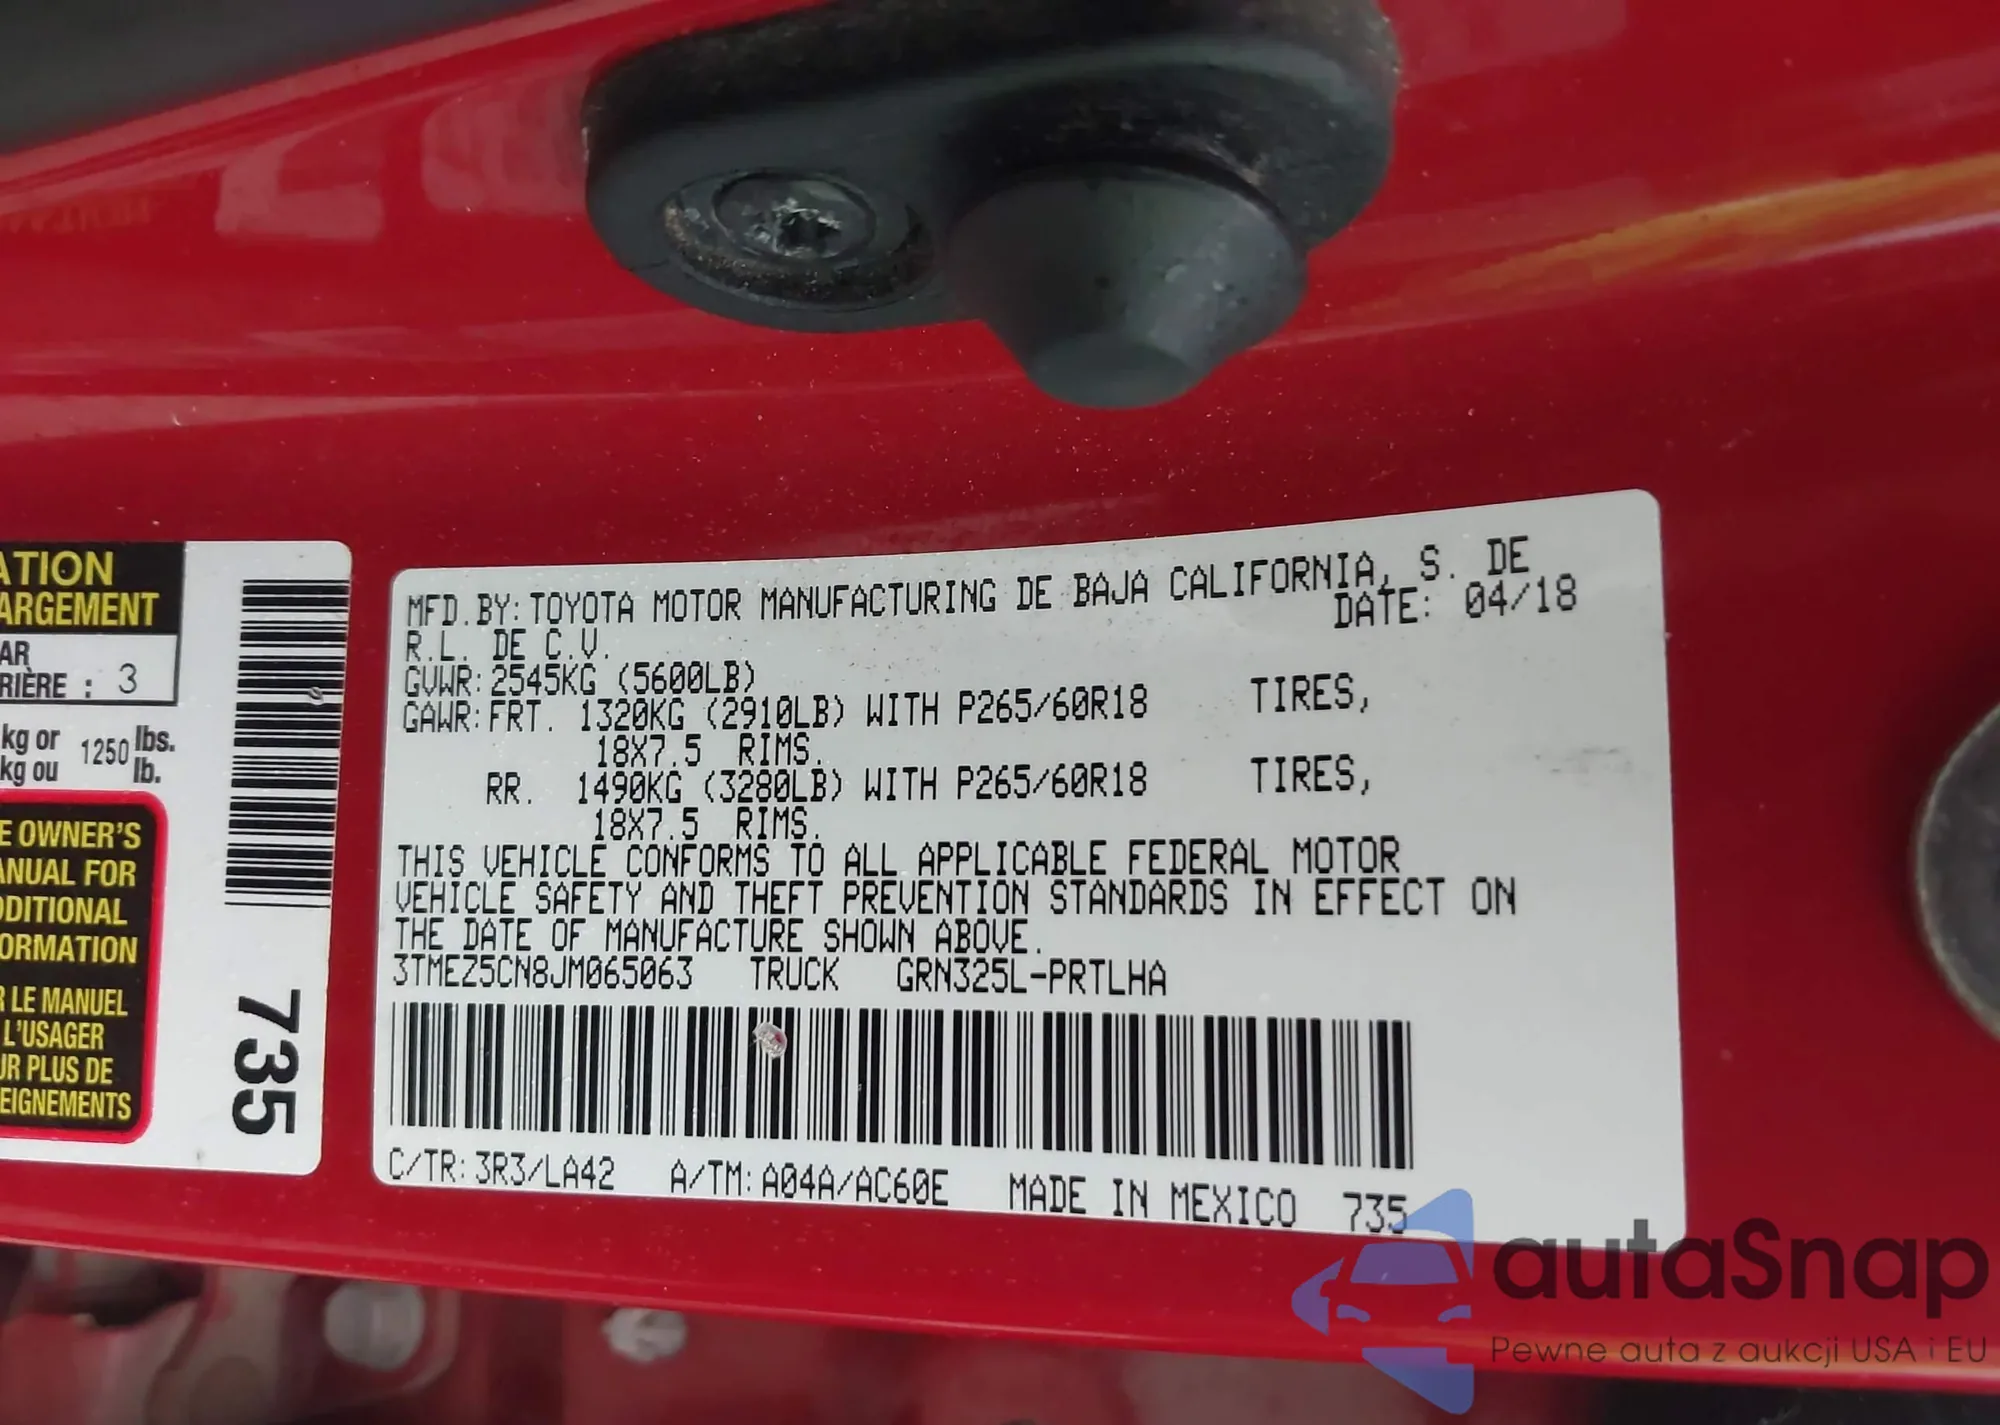 ATION
ARGEMENT
AR
RIÈRE : 3
kg or 1250 lbs.
kg ou lb.
E OWNER'S
ANUAL FOR
DDITIONAL
FORMATION
R LE MANUEL
L'USAGER
UR PLUS DE
EIGNEMENTS
735
MFD.BY:TOYOTA MOTOR MANUFACTURING DE BAJA CALIFORNIA, S. DE
R.L. DE C.V. DATE: 04/18
GVWR:2545KG (5600LB)
GAWR:FRT. 1320KG (2910LB) WITH P265/60R18 TIRES,
18X7.5 RIMS.
RR. 1490KG (3280LB) WITH P265/60R18 TIRES,
18X7.5 RIMS.
THIS VEHICLE CONFORMS TO ALL APPLICABLE FEDERAL MOTOR
VEHICLE SAFETY AND THEFT PREVENTION STANDARDS IN EFFECT ON
THE DATE OF MANUFACTURE SHOWN ABOVE.
3TMEZ5CN8JM065063 TRUCK GRN325L-PRTLHA
C/TR:3R3/LA42 A/TM:A04A/AC60E MADE IN MEXICO 735
autaSnap
Pewne auta z aukcji USA i EU